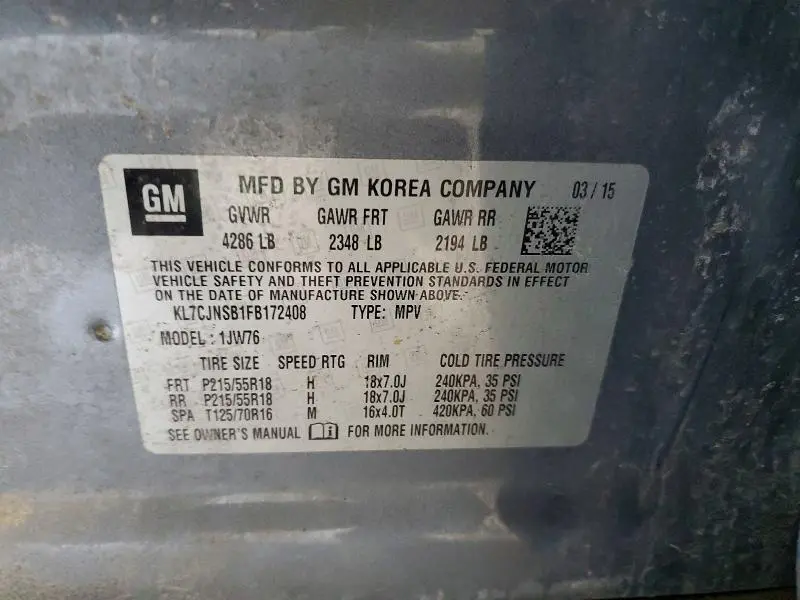 GM
MFD BY GM KOREA COMPANY 03/15
GVWR GAWR FRT GAWR RR
4286 LB 2348 LB 2194 LB
THIS VEHICLE CONFORMS TO ALL APPLICABLE U.S. FEDERAL MOTOR
VEHICLE SAFETY AND THEFT PREVENTION STANDARDS IN EFFECT
ON THE DATE OF MANUFACTURE SHOWN ABOVE.
KL7CJNSB1FB172408 TYPE: MPV
MODEL: 1JW76
TIRE SIZE SPEED RTG RIM COLD TIRE PRESSURE
FRT P215/55R18 H 18x7.0J 240KPA, 35 PSI
RR P215/55R18 H 18x7.0J 240KPA, 35 PSI
SPA T125/70R16 M 16x4.0T 420KPA, 60 PSI
SEE OWNER'S MANUAL FOR MORE INFORMATION.